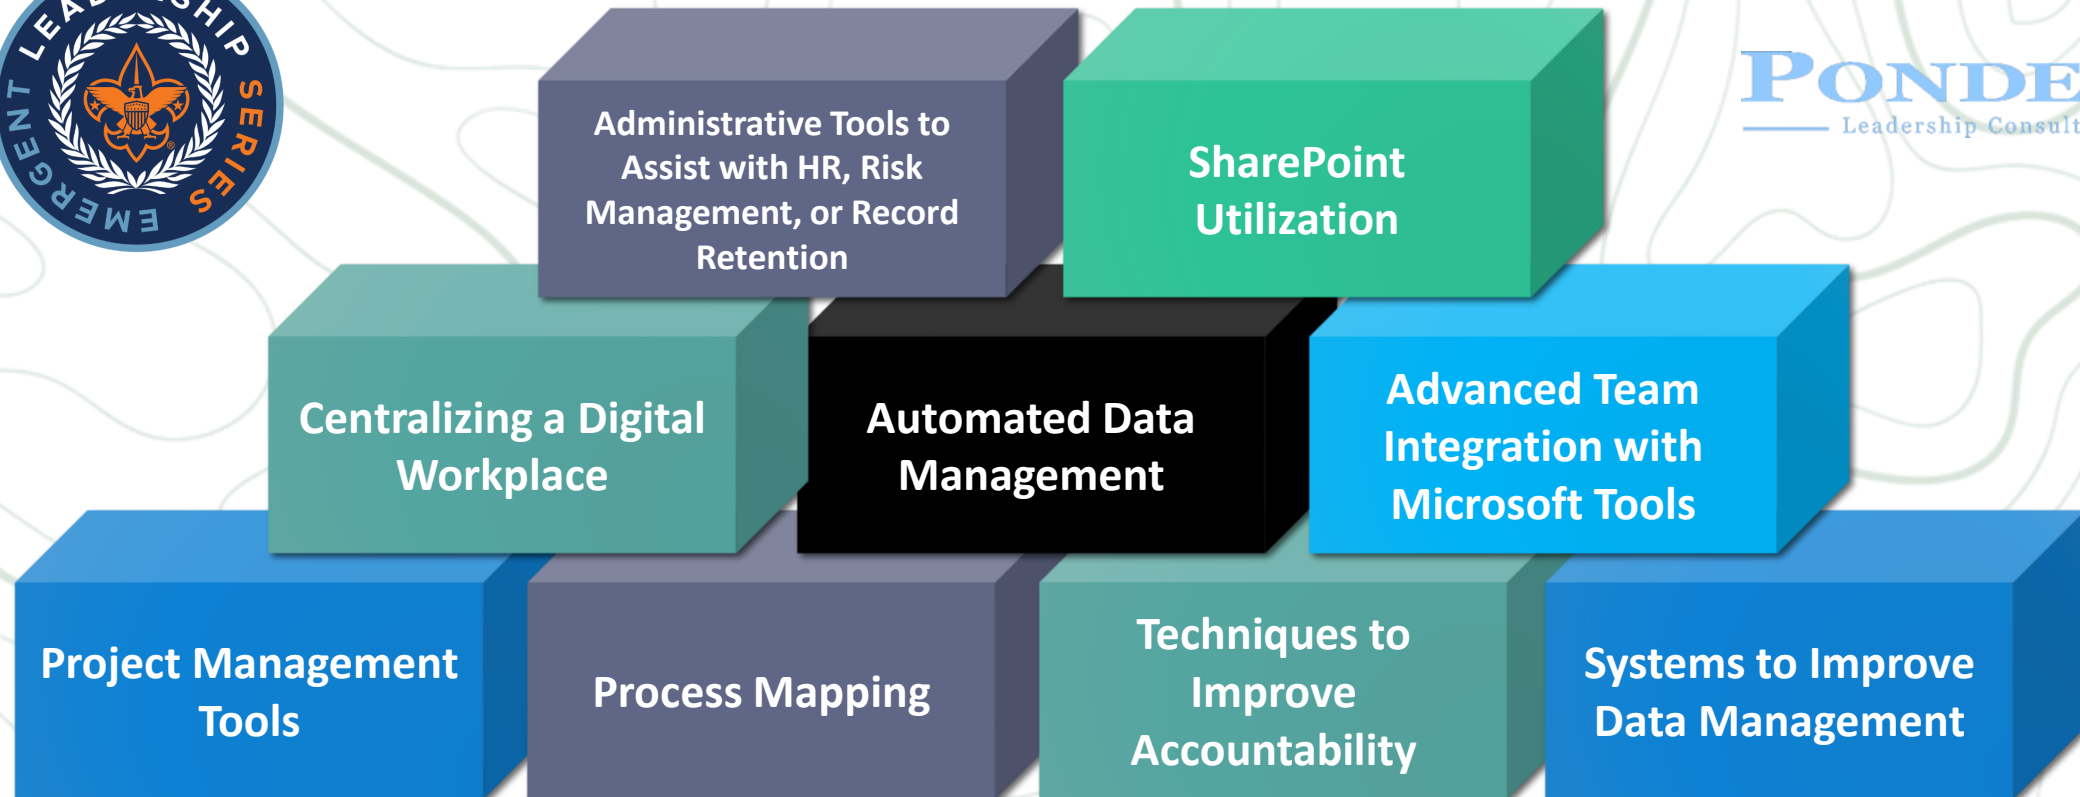 EMERGENT LEADERSHIP SERIES
PONDE
Leadership Consult
Administrative Tools to
Assist with HR, Risk
Management, or Record
Retention
SharePoint
Utilization
Centralizing a Digital
Workplace
Automated Data
Management
Advanced Team
Integration with
Microsoft Tools
Project Management
Tools
Process Mapping
Techniques to
Improve
Accountability
Systems to Improve
Data Management